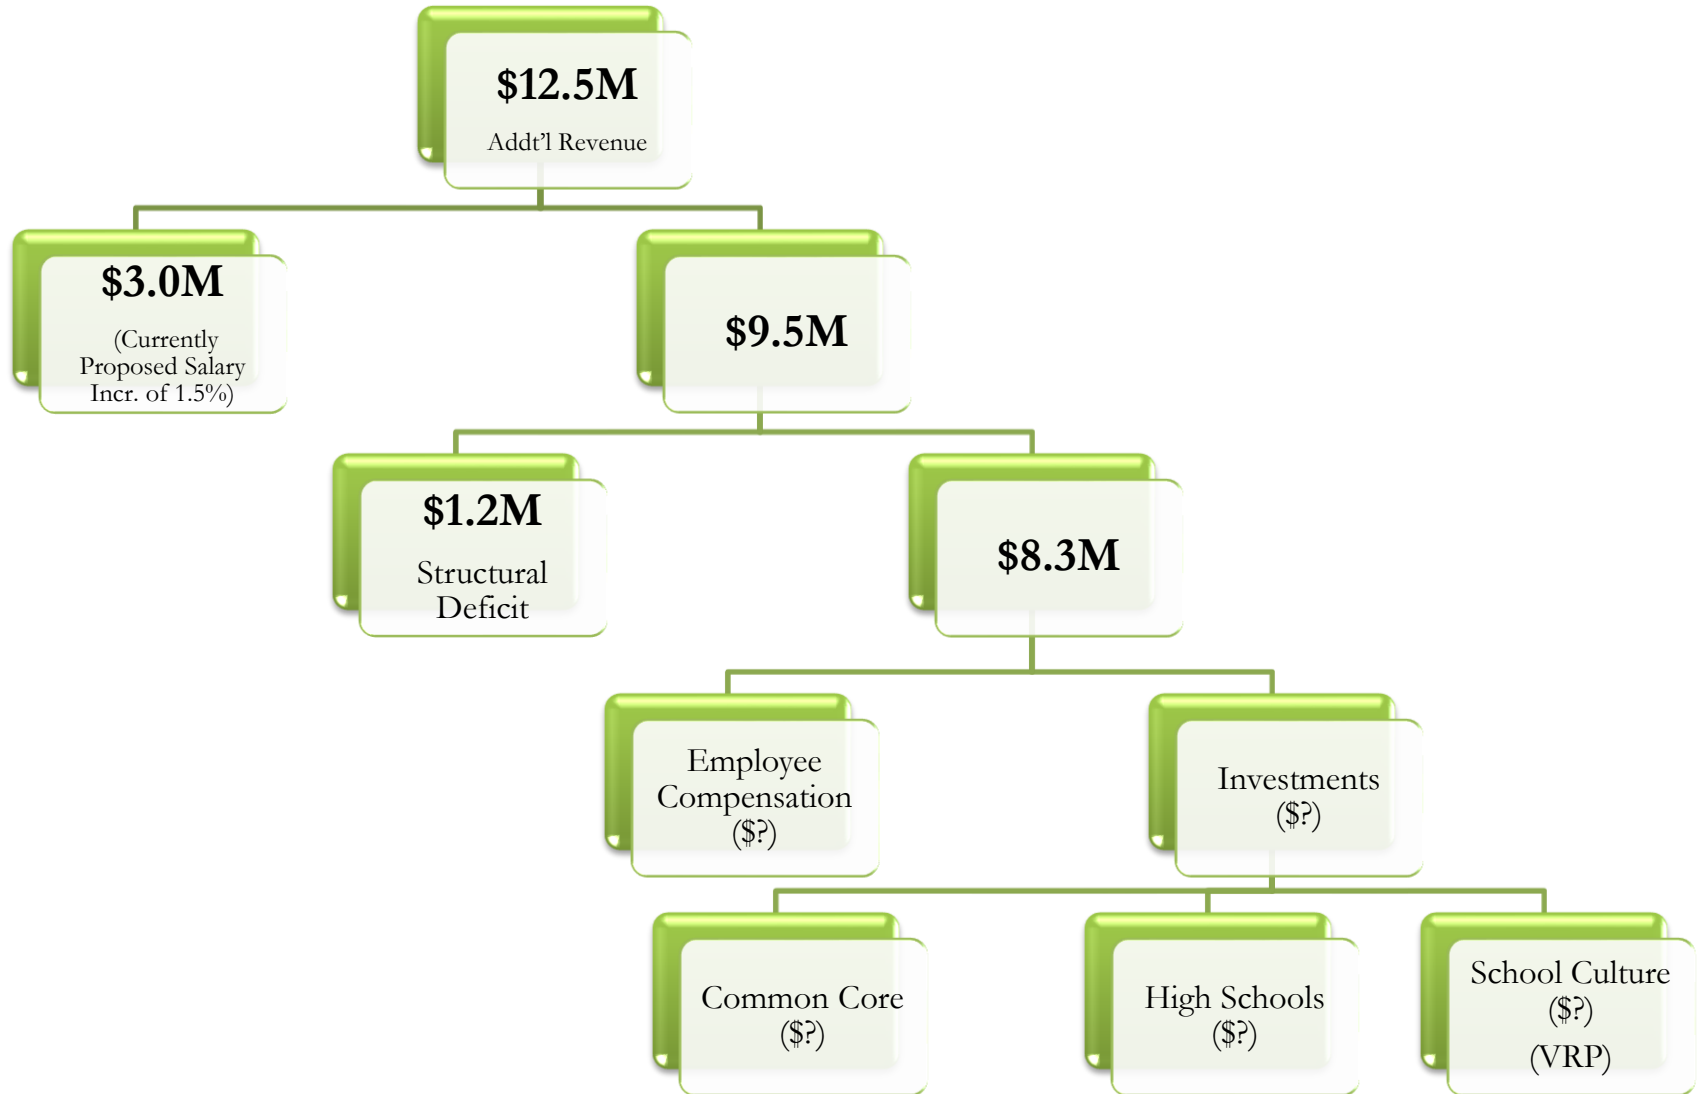 $12.5M
Addt’l Revenue
$3.0M
(Currently
Proposed Salary
Incr. of 1.5%)
$9.5M
$1.2M
Structural
Deficit
$8.3M
Employee
Compensation
($?)
Investments
($?)
Common Core
($?)
High Schools
($?)
School Culture
($?)
(VRP)